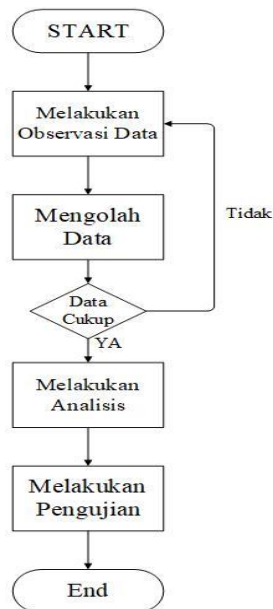 START
Melakukan
Observasi Data
Mengolah
Data
Tidak
Data
Cukup
YA
Melakukan
Analisis
Melakukan
Pengujian
End